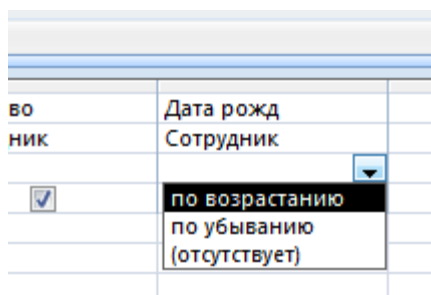 во Дата рожд
ник Сотрудник
по возрастанию
по убыванию
(отсутствует)